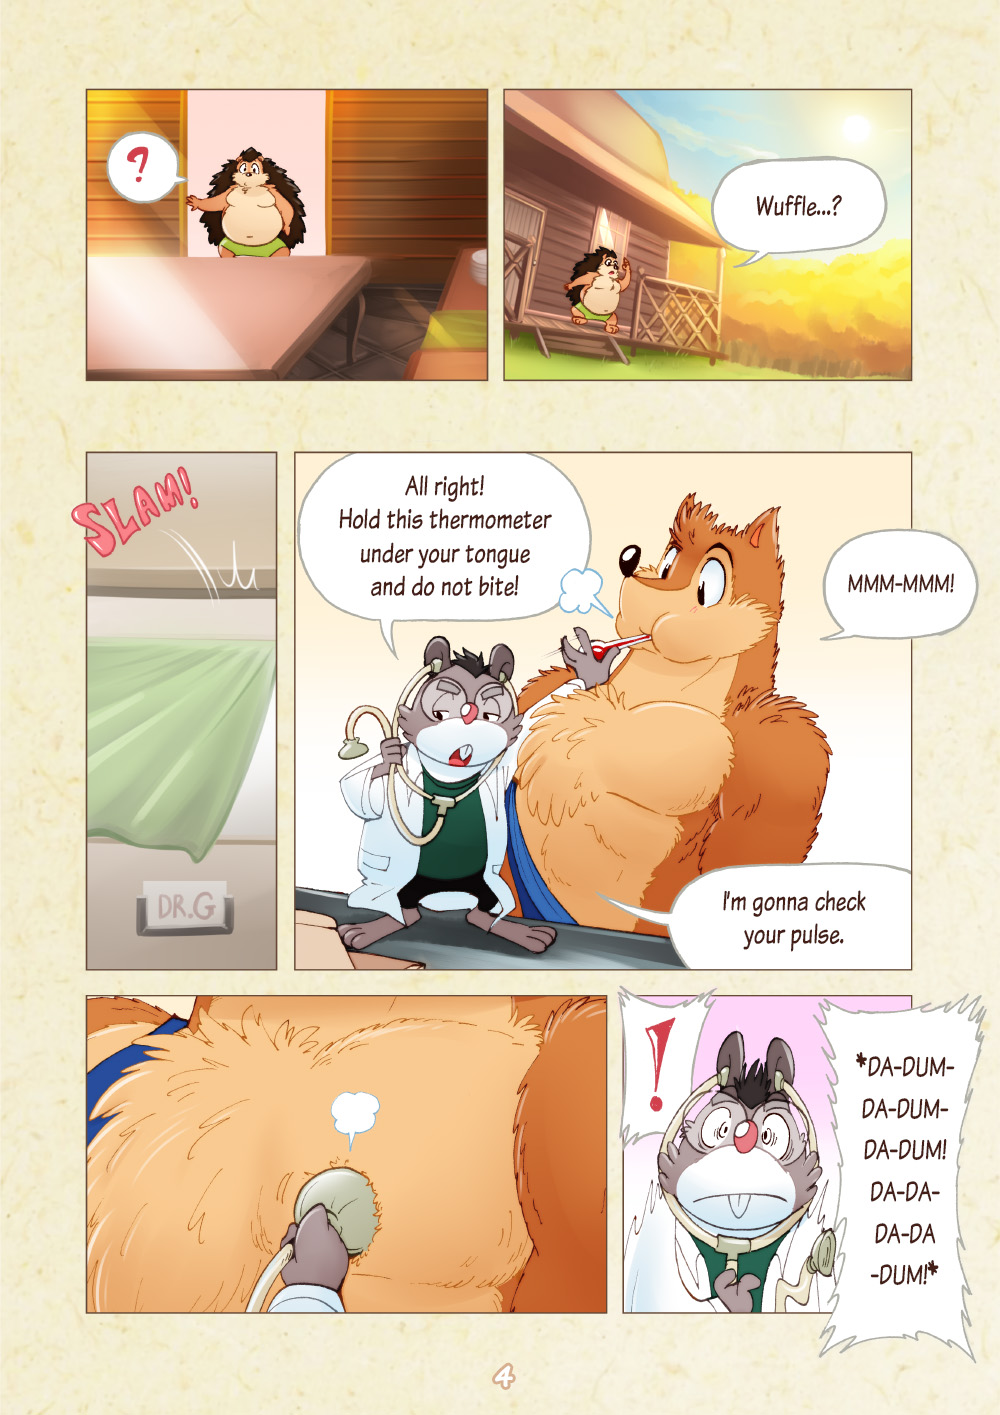 ?
Wuffle...?
SLAM!
DR.G
All right!
Hold this thermometer
under your tongue
and do not bite!
MMM-MMM!
I'm gonna check
your pulse.
!
*DA-DUM-
DA-DUM-
DA-DUM!
DA-DA-
DA-DA
-DUM!*
4